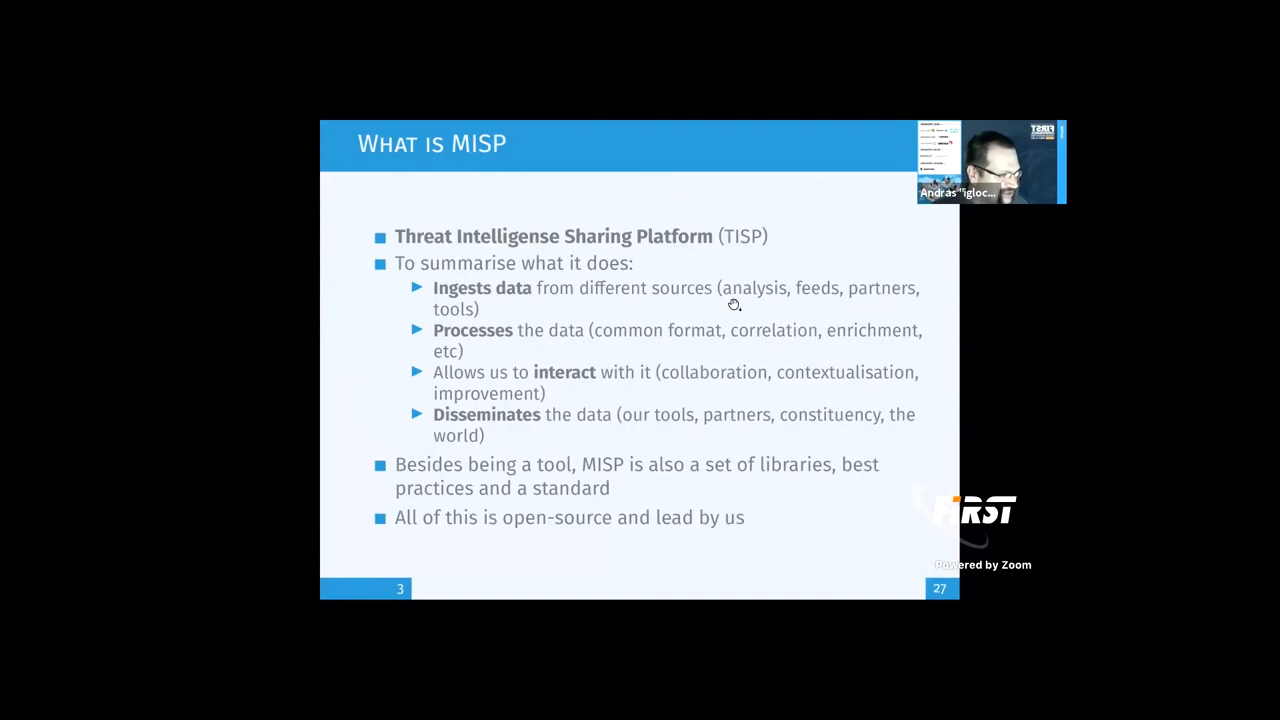 WHAT IS MISP
Threat Intelligense Sharing Platform (TISP)
To summarise what it does:
Ingests data from different sources (analysis, feeds, partners,
tools)
Processes the data (common format, correlation, enrichment,
etc)
Allows us to interact with it (collaboration, contextualisation,
improvement)
Disseminates the data (our tools, partners, constituency, the
world)
Besides being a tool, MISP is also a set of libraries, best
practices and a standard
All of this is open-source and lead by us
3
27
Andras "igloc...
FIRST
FiRST
Powered by Zoom